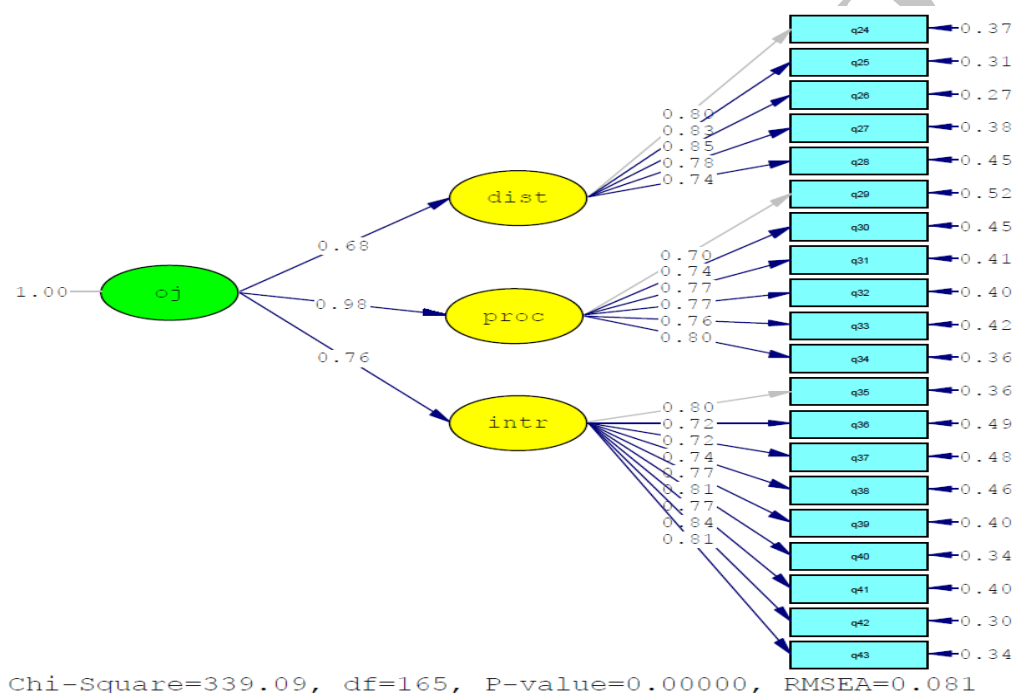 q24
0.37
q25
0.31
q26
0.27
q27
0.38
q28
0.45
q29
0.52
q30
0.45
q31
0.41
q32
0.40
q33
0.42
q34
0.36
q35
0.36
q36
0.49
q37
0.48
q38
0.46
q39
0.40
q40
0.34
q41
0.40
q42
0.30
q43
0.34
0.80
0.83
0.85
0.78
0.74
dist
0.68
0.70
0.74
0.77
0.77
0.76
0.80
1.00
oj
0.98
proc
0.76
0.80
0.72
0.72
0.74
0.77
0.81
0.77
0.84
0.81
intr
Chi-Square=339.09, df=165, P-value=0.00000, RMSEA=0.081